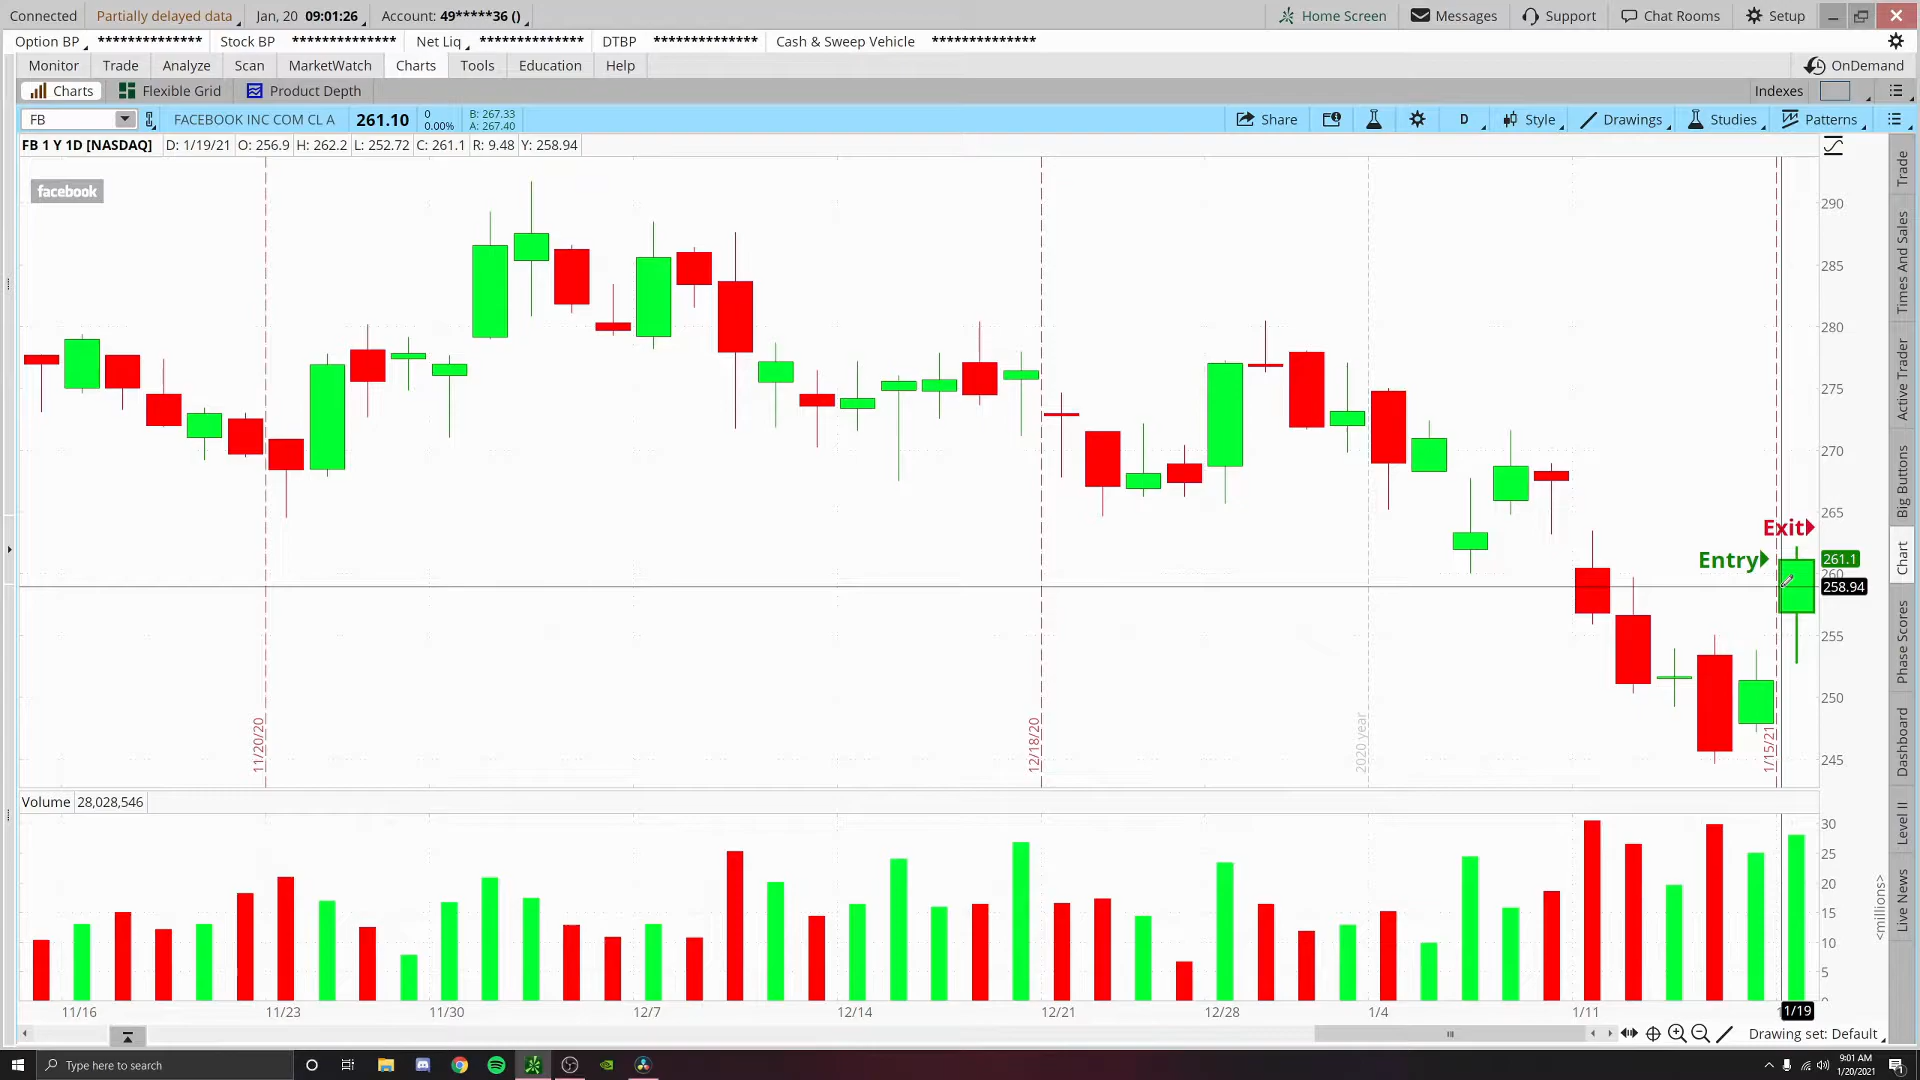 Connected Partially delayed data Jan, 20 09:01:26 Account: 49*****36 () Home Screen Messages Support Chat Rooms Setup
Option BP ************** Stock BP ************** Net Liq ************** DTBP ************** Cash & Sweep Vehicle **************
Monitor Trade Analyze Scan MarketWatch Charts Tools Education Help OnDemand
Charts Flexible Grid Product Depth Indexes
FB FACEBOOK INC COM CL A 261.10 0 0.00% B: 267.33 A: 267.40 Share D Style Drawings Studies Patterns
FB 1 Y 1D [NASDAQ] D: 1/19/21 O: 256.9 H: 262.2 L: 252.72 C: 261.1 R: 9.48 Y: 258.94
facebook
290
285
280
275
270
265
Exit
Entry
261.1
260
258.94
255
250
245
11/20/20
12/18/20
2020 year
1/15/21
Volume 28,028,546
30
25
20
15
10
5
0
<millions>
11/16 11/23 11/30 12/7 12/14 12/21 12/28 1/4 1/11 1/19
Drawing set: Default
Trade
Times And Sales
Active Trader
Big Buttons
Chart
Phase Scores
Dashboard
Level II
Live News
Type here to search
9:01 AM
1/20/2021